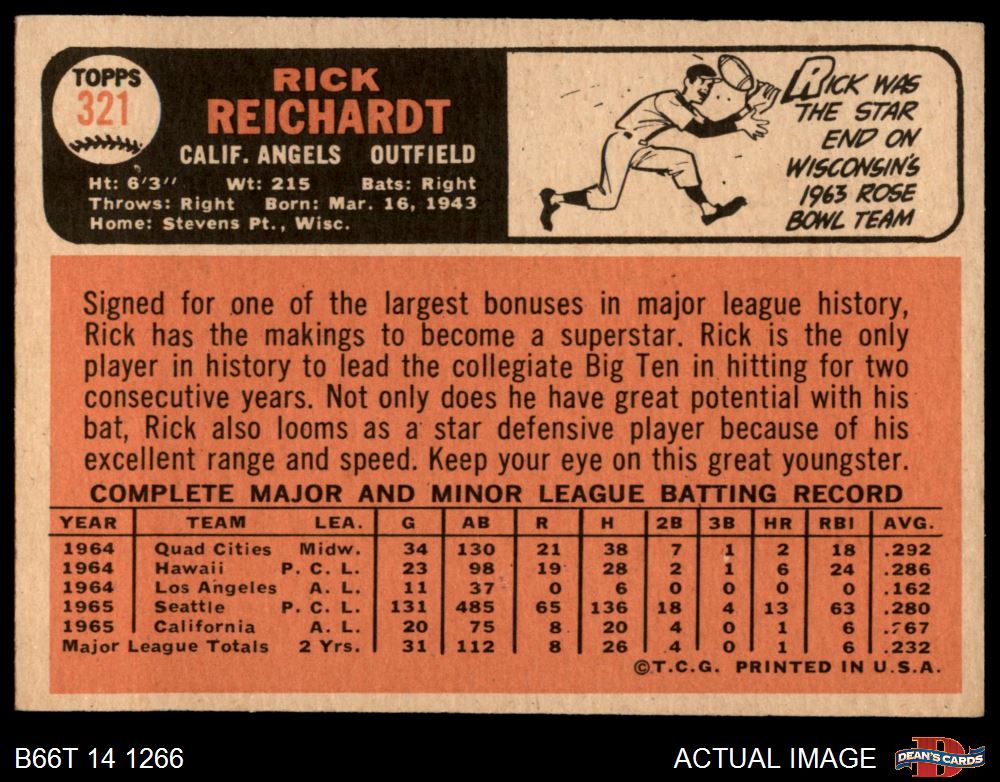 TOPPS
321
RICK
REICHARDT
CALIF. ANGELS OUTFIELD
Ht: 6'3" Wt: 215 Bats: Right
Throws: Right Born: Mar. 16, 1943
Home: Stevens Pt., Wisc.
RICK WAS
THE STAR
END ON
WISCONSIN'S
1963 ROSE
BOWL TEAM
Signed for one of the largest bonuses in major league history,
Rick has the makings to become a superstar. Rick is the only
player in history to lead the collegiate Big Ten in hitting for two
consecutive years. Not only does he have great potential with his
bat, Rick also looms as a star defensive player because of his
excellent range and speed. Keep your eye on this great youngster.
COMPLETE MAJOR AND MINOR LEAGUE BATTING RECORD
YEAR TEAM LEA. G AB R H 2B 3B HR RBI AVG.
1964 Quad Cities Midw. 34 130 21 38 7 1 2 18 .292
1964 Hawaii P. C. L. 23 98 19 28 2 1 6 24 .286
1964 Los Angeles A. L. 11 37 0 6 0 0 0 0 .162
1965 Seattle P. C. L. 131 485 65 136 18 4 13 63 .280
1965 California A. L. 20 75 8 20 4 0 1 6 .267
Major League Totals 2 Yrs. 31 112 8 26 4 0 1 6 .232
©T.C.G. PRINTED IN U.S.A.
B66T 14 1266
ACTUAL IMAGE
D
DEAN'S CARDS